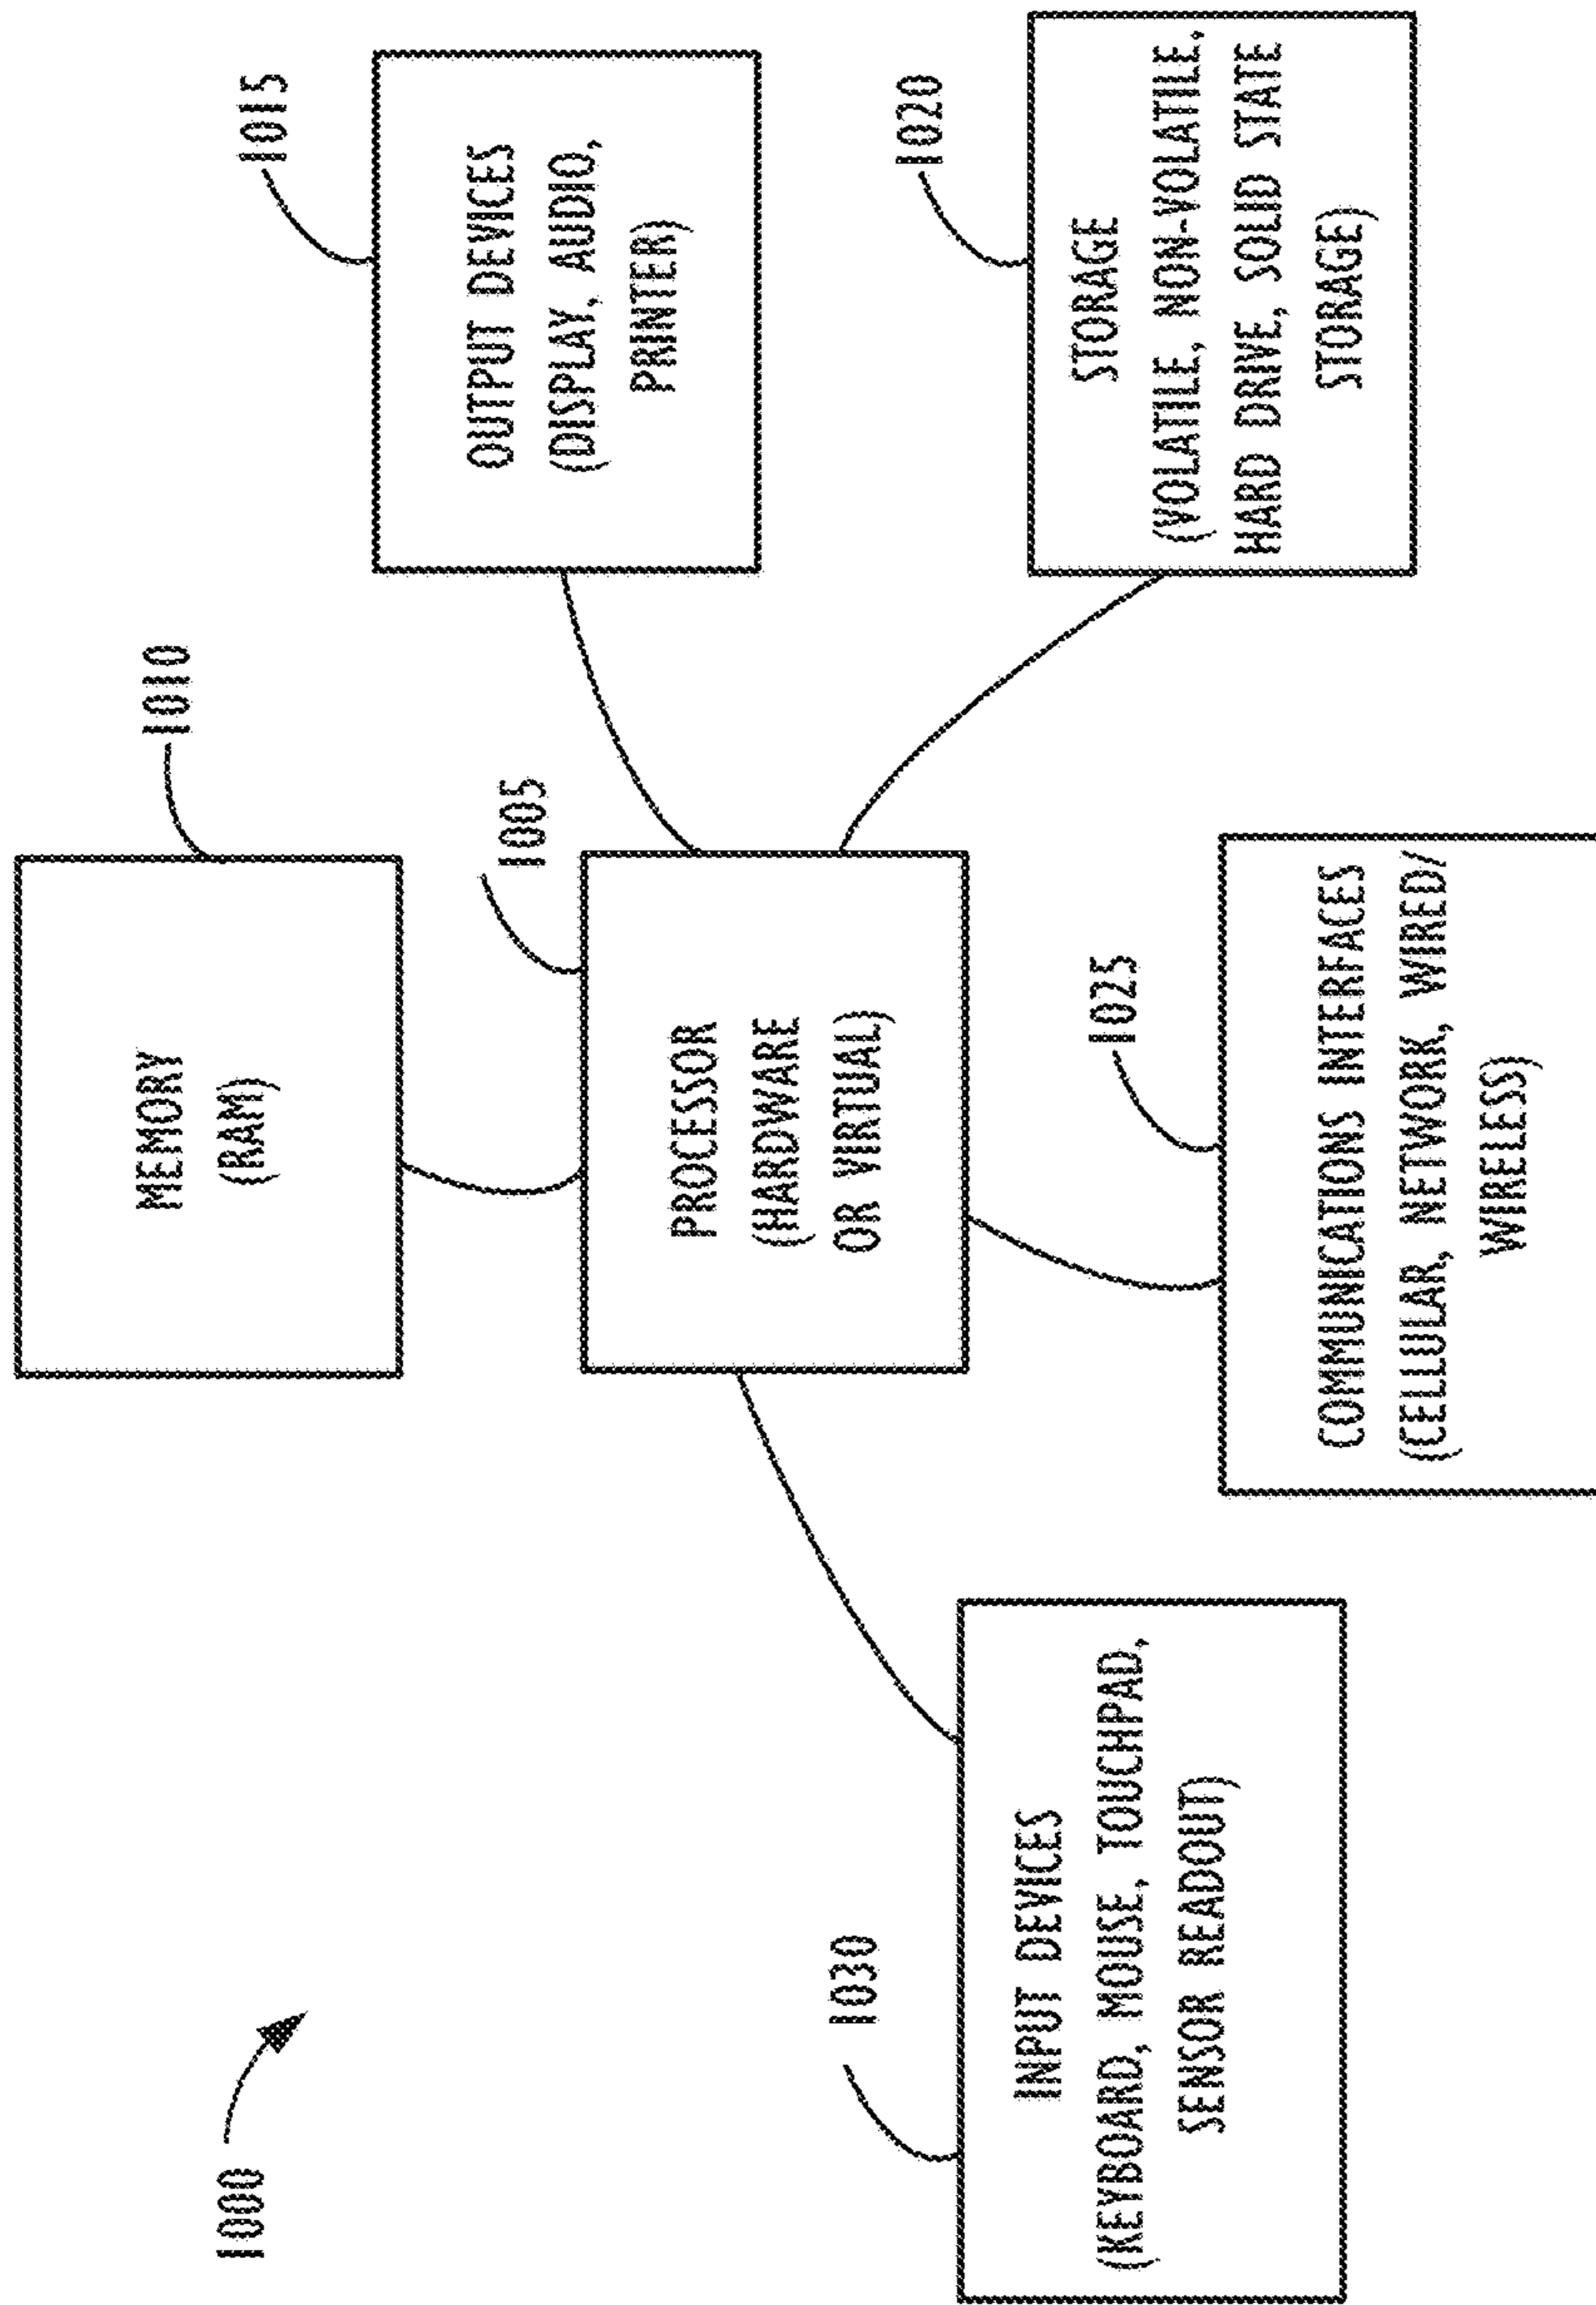 1000
MEMORY
(RAM)
1010
1005
PROCESSOR
(HARDWARE
OR VIRTUAL)
1015
OUTPUT DEVICES
(DISPLAY, AUDIO,
PRINTER)
1020
STORAGE
(VOLATILE, NON-VOLATILE,
HARD DRIVE, SOLID STATE
STORAGE)
1030
INPUT DEVICES
(KEYBOARD, MOUSE, TOUCHPAD,
SENSOR READOUT)
1025
COMMUNICATIONS INTERFACES
(CELLULAR, NETWORK, WIRED/
WIRELESS)